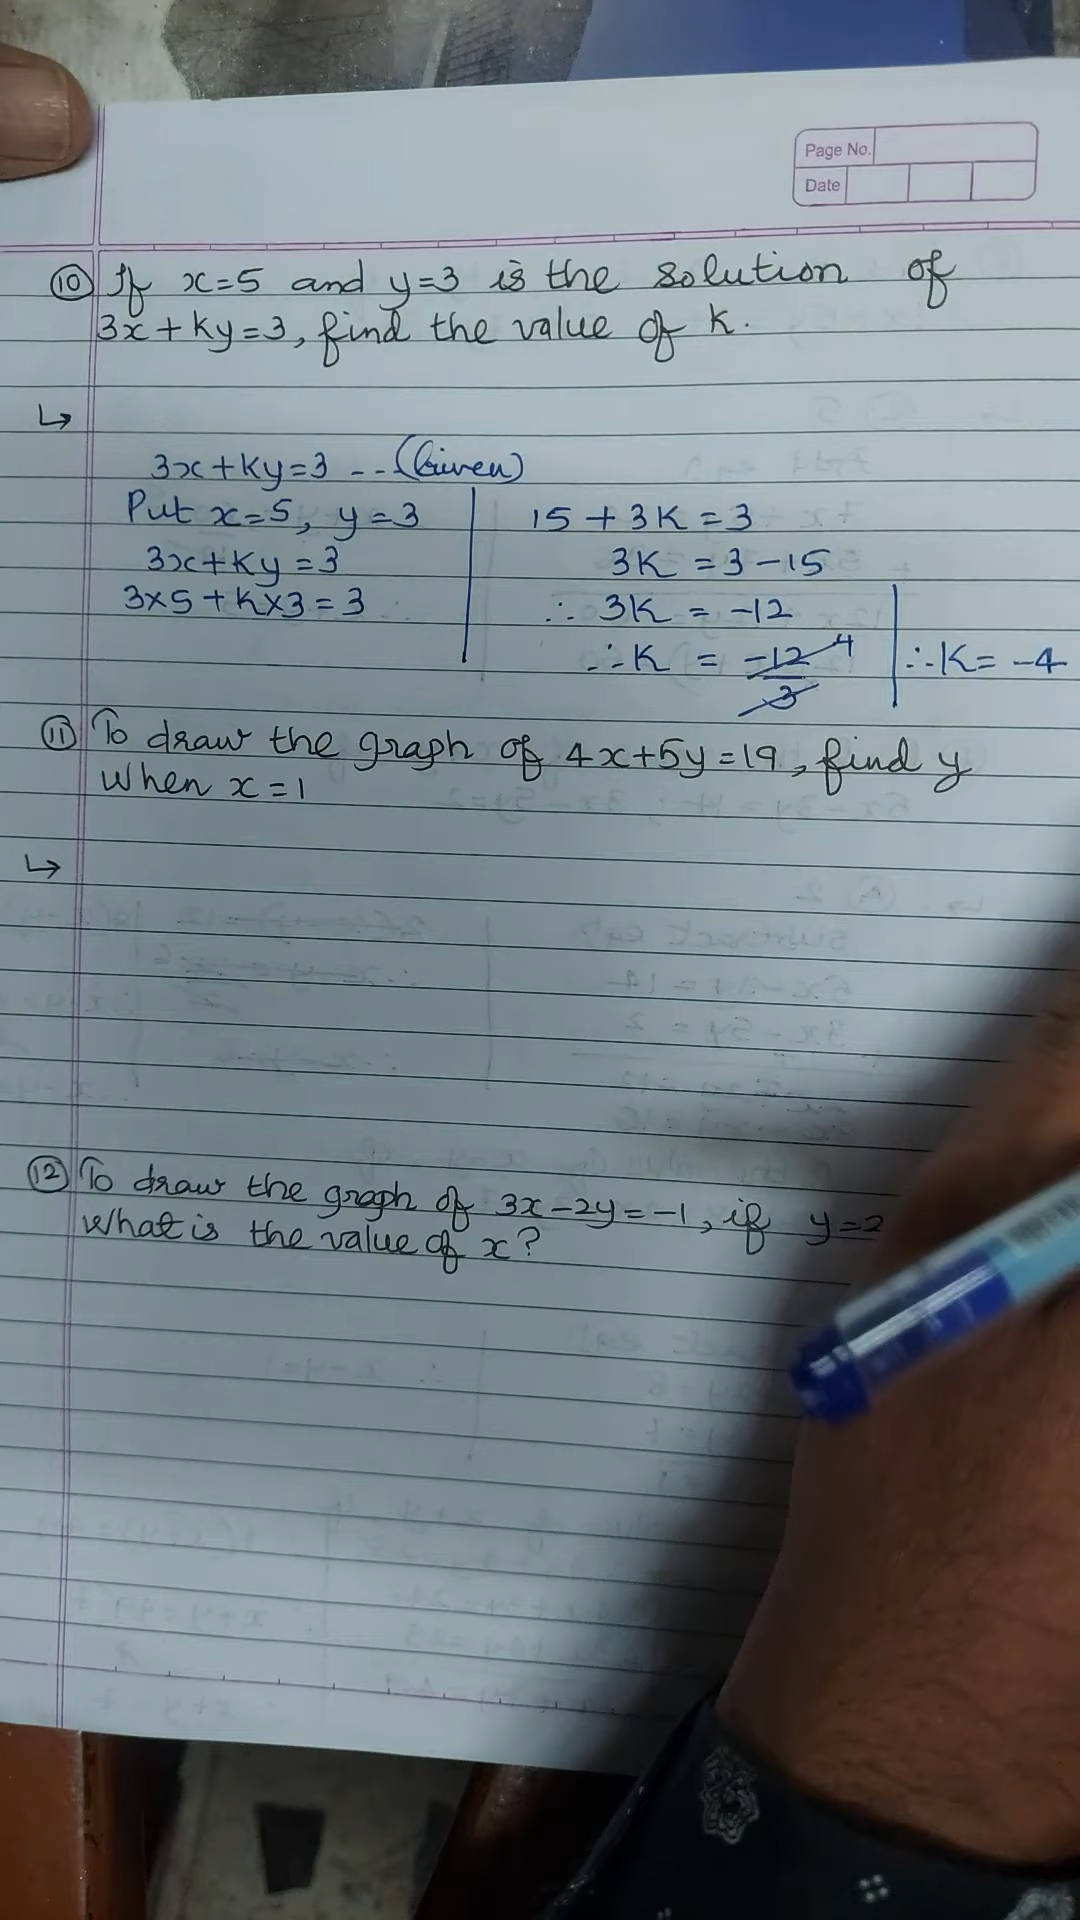 Page No.
Date
⑩ If x=5 and y=3 is the solution of
3x+ky=3, find the value of k.
↳
3x+ky=3 --(Given)
Put x=5, y=3
3x+ky=3
3x5+kx3=3
15+3k=3
3k=3-15
∴ 3k=-12
∴ k = -12 4
3
∴ k= -4
⑪ To draw the graph of 4x+5y=19, find y
when x=1
↳
⑫ To draw the graph of 3x-2y=-1, if y=2
What is the value of x?